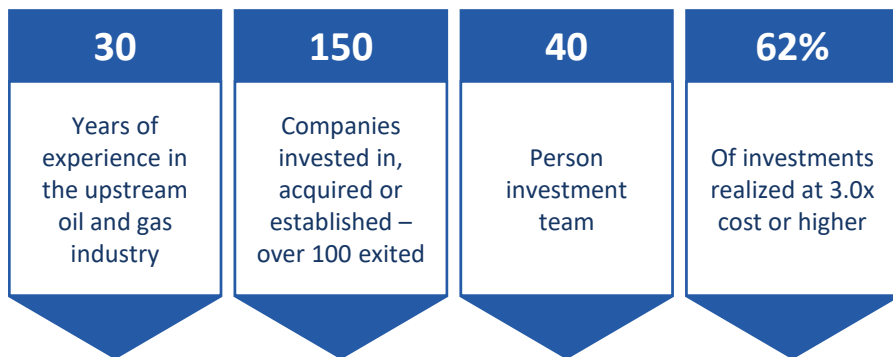 30
Years of
experience in
the upstream
oil and gas
industry
150
Companies
invested in,
acquired or
established –
over 100 exited
40
Person
investment
team
62%
Of investments
realized at 3.0x
cost or higher